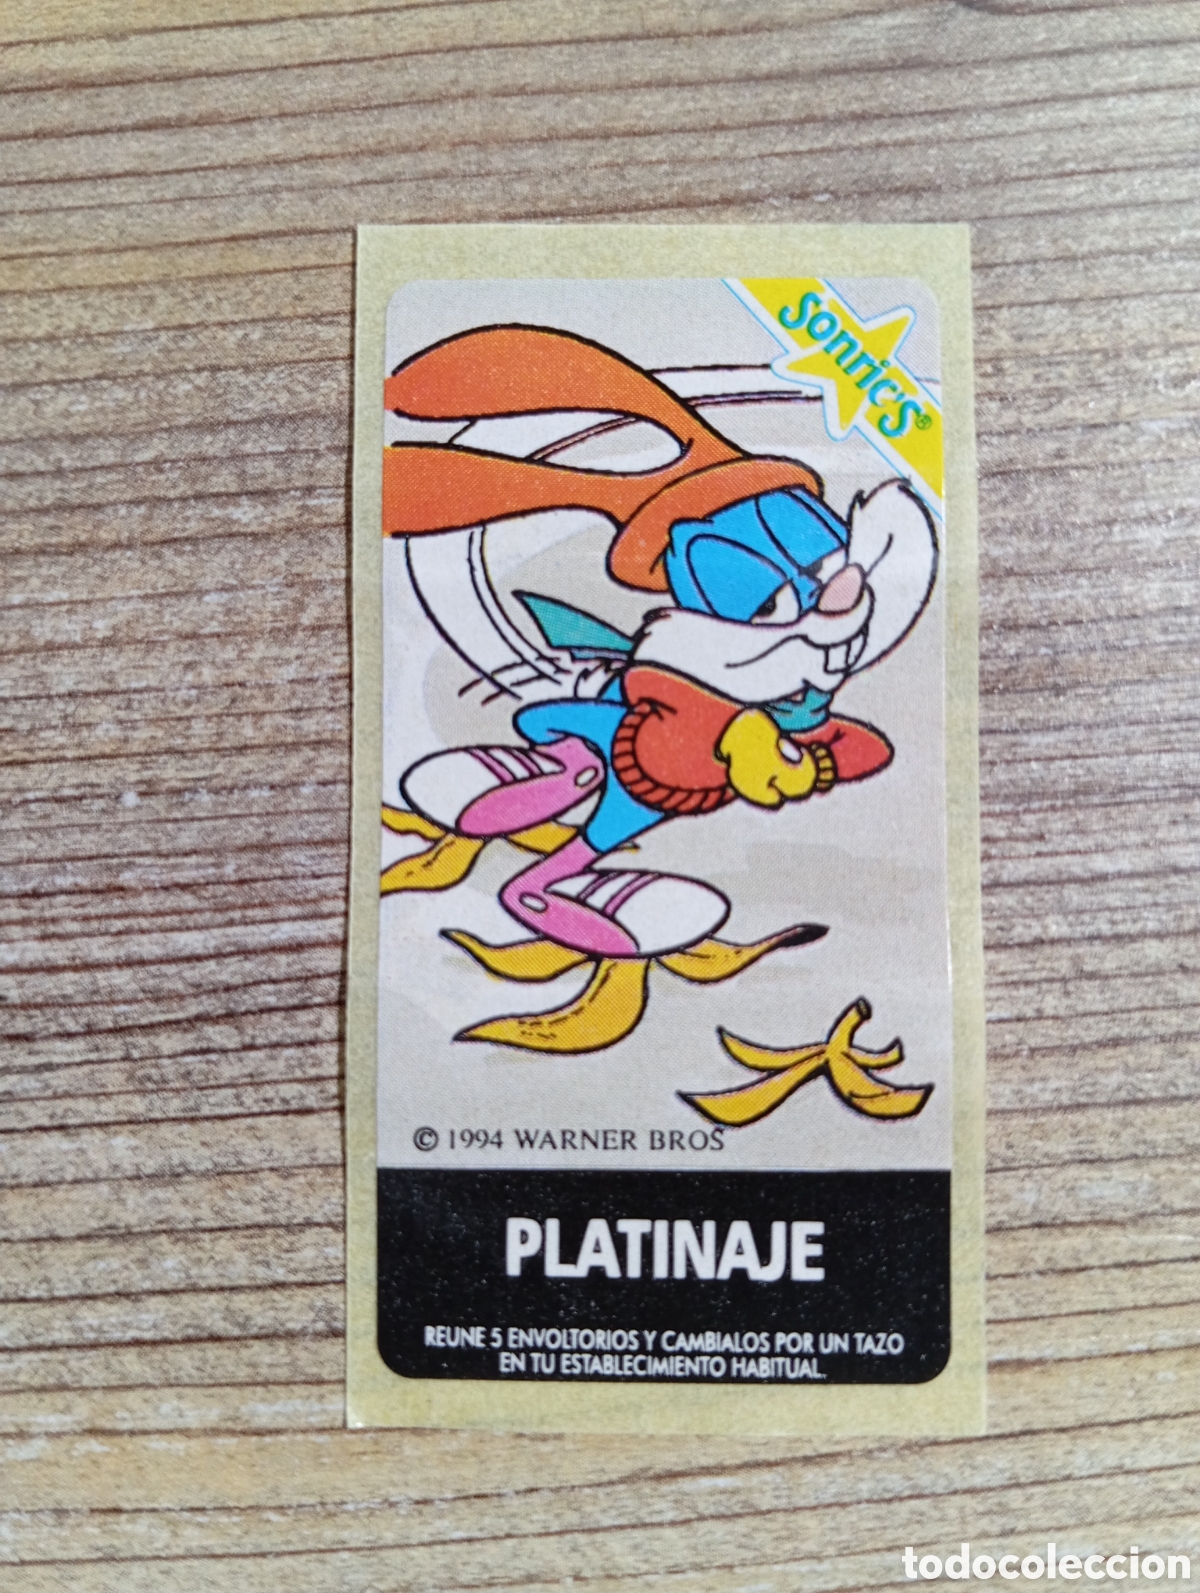 Sonric's®
© 1994 WARNER BROS
PLATINAJE
REUNE 5 ENVOLTORIOS Y CAMBIALOS POR UN TAZO
EN TU ESTABLECIMIENTO HABITUAL.
todocoleccion